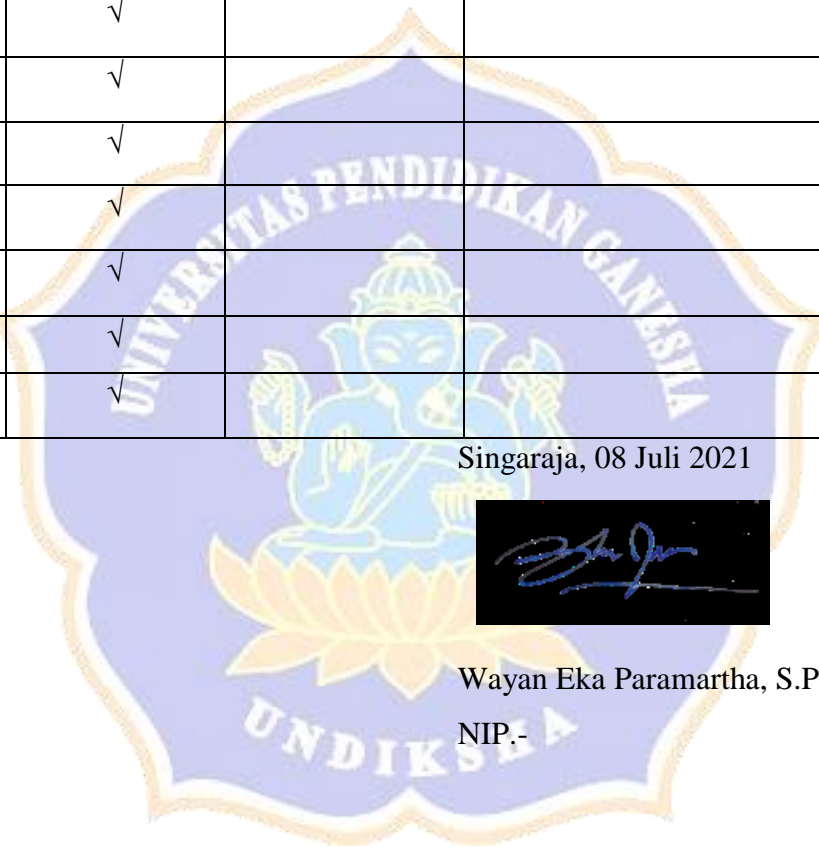 √
√
√
√
√
√
√
UNIVERSITAS PENDIDIKAN GANESHA
Singaraja, 08 Juli 2021
Wayan Eka Paramartha, S.P
NIP.-
UNDIKSHA